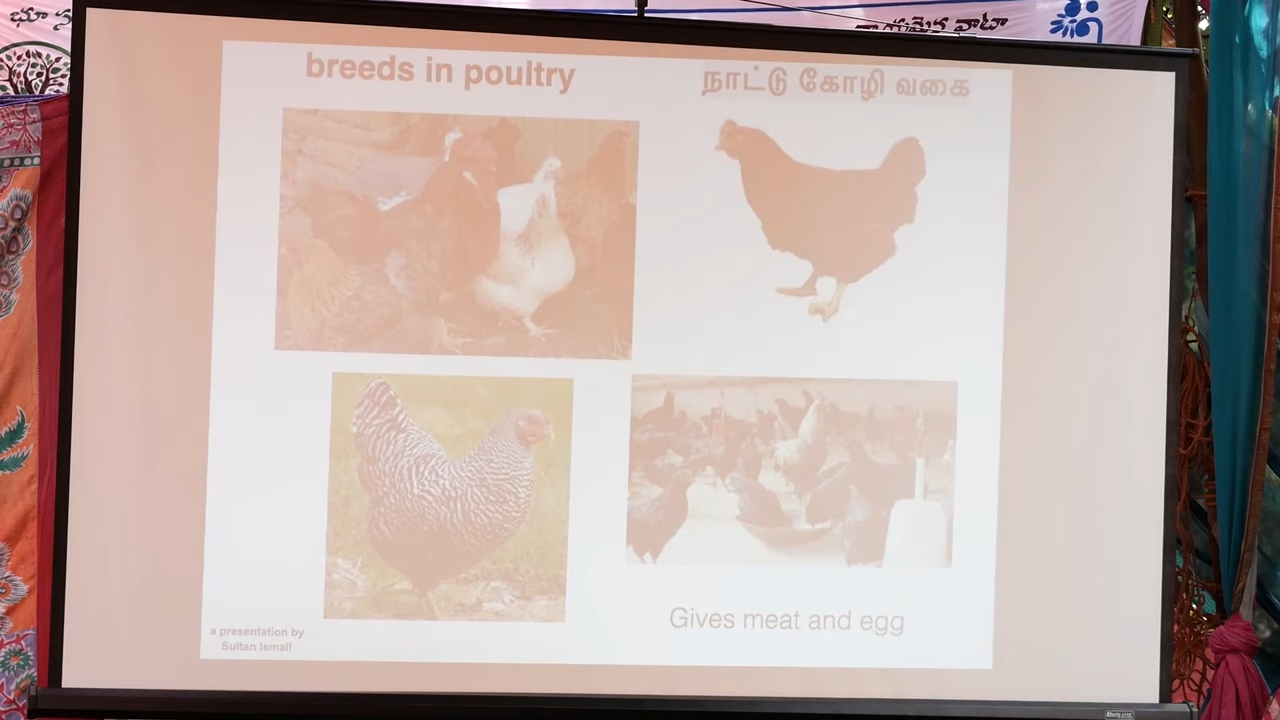 breeds in poultry
நாட்டு கோழி வகை
Gives meat and egg
a presentation by
Sultan Ismail